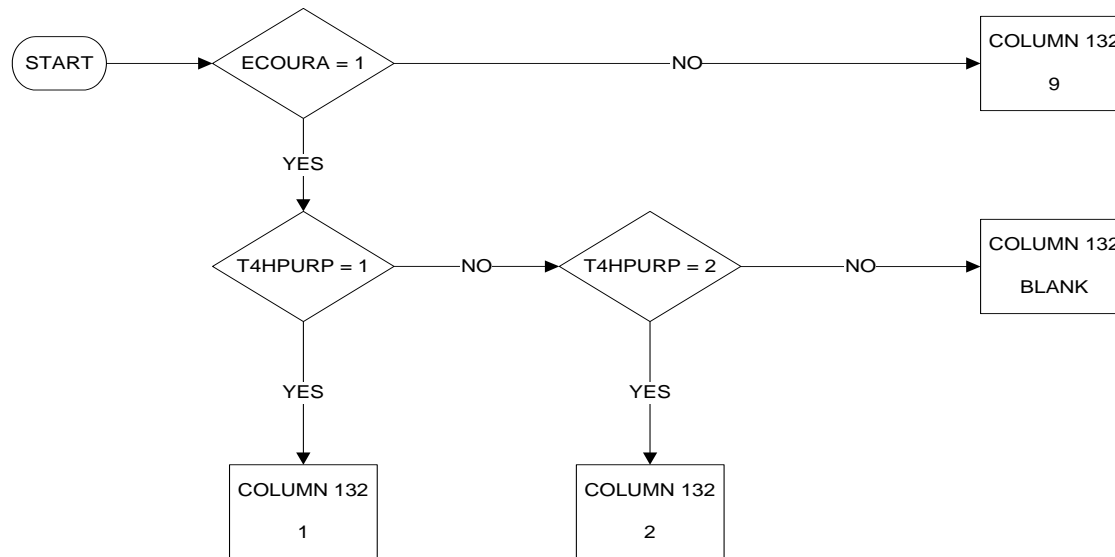 START
ECOURA = 1
NO
COLUMN 132
9
YES
T4HPURP = 1
NO
T4HPURP = 2
NO
COLUMN 132
BLANK
YES
YES
COLUMN 132
1
COLUMN 132
2